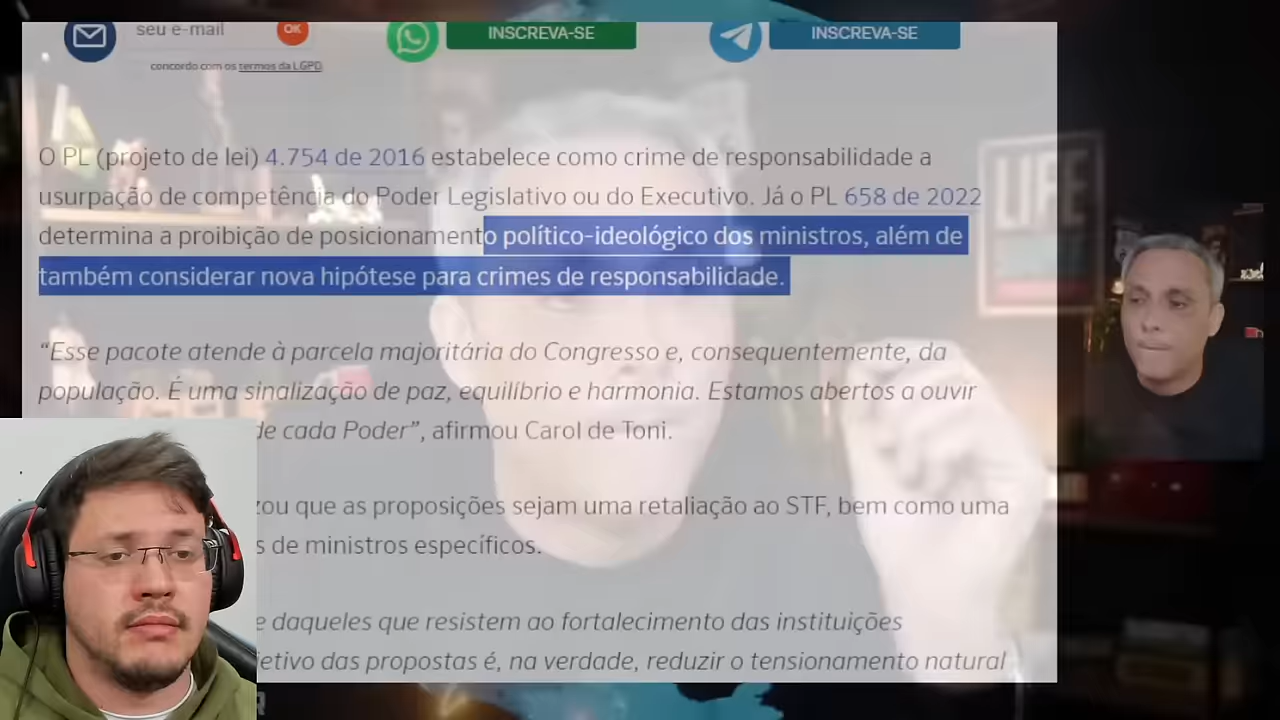 seu e-mail
OK
INSCREVA-SE
INSCREVA-SE
concordo com os termos da LGPD
O PL (projeto de lei) 4.754 de 2016 estabelece como crime de responsabilidade a
usurpação de competência do Poder Legislativo ou do Executivo. Já o PL 658 de 2022
determina a proibição de posicionamento político-ideológico dos ministros, além de
também considerar nova hipótese para crimes de responsabilidade.
“Esse pacote atende à parcela majoritária do Congresso e, consequentemente, da
população. É uma sinalização de paz, equilíbrio e harmonia. Estamos abertos a ouvir
de cada Poder”, afirmou Carol de Toni.
que as proposições sejam uma retaliação ao STF, bem como uma
de ministros específicos.
daqueles que resistem ao fortalecimento das instituições
das propostas é, na verdade, reduzir o tensionamento natural
LIFE